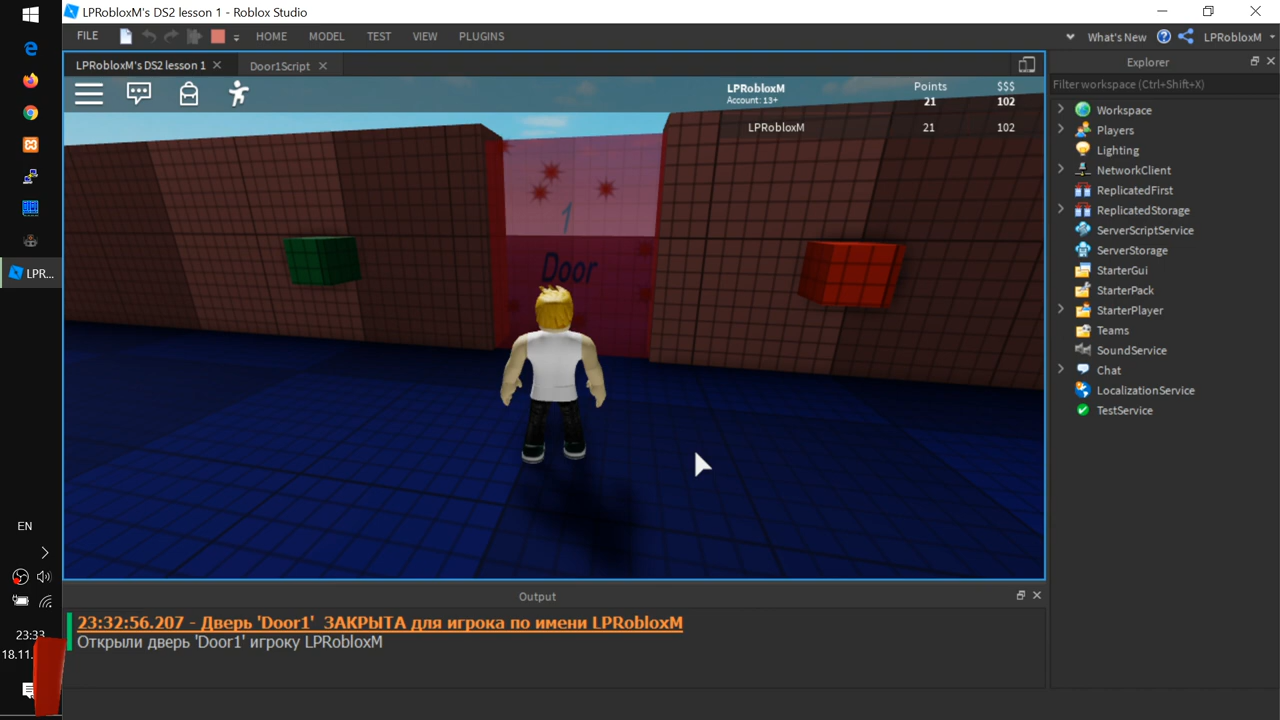 LPRobloxM's DS2 lesson 1 - Roblox Studio
FILE HOME MODEL TEST VIEW PLUGINS What's New LPRobloxM
LPRobloxM's DS2 lesson 1 Door1Script
LPRobloxM Points $$$
Account: 13+ 21 102
LPRobloxM 21 102
1
Door
Explorer
Filter workspace (Ctrl+Shift+X)
Workspace
Players
Lighting
NetworkClient
ReplicatedFirst
ReplicatedStorage
ServerScriptService
ServerStorage
StarterGui
StarterPack
StarterPlayer
Teams
SoundService
Chat
LocalizationService
TestService
Output
23:32:56.207 - Дверь 'Door1' ЗАКРЫТА для игрока по имени LPRobloxM
Открыли дверь 'Door1' игроку LPRobloxM
LPR...
EN
23:33
18.11.